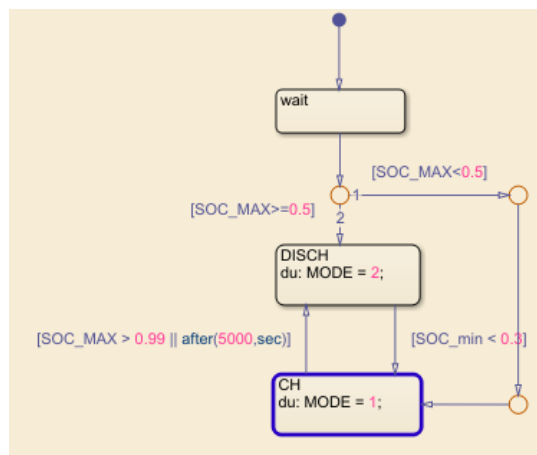 wait
[SOC_MAX<0.5]
1
[SOC_MAX>=0.5]
2
DISCH
du: MODE = 2;
[SOC_MAX > 0.99 || after(5000,sec)]
[SOC_min < 0.3]
CH
du: MODE = 1;